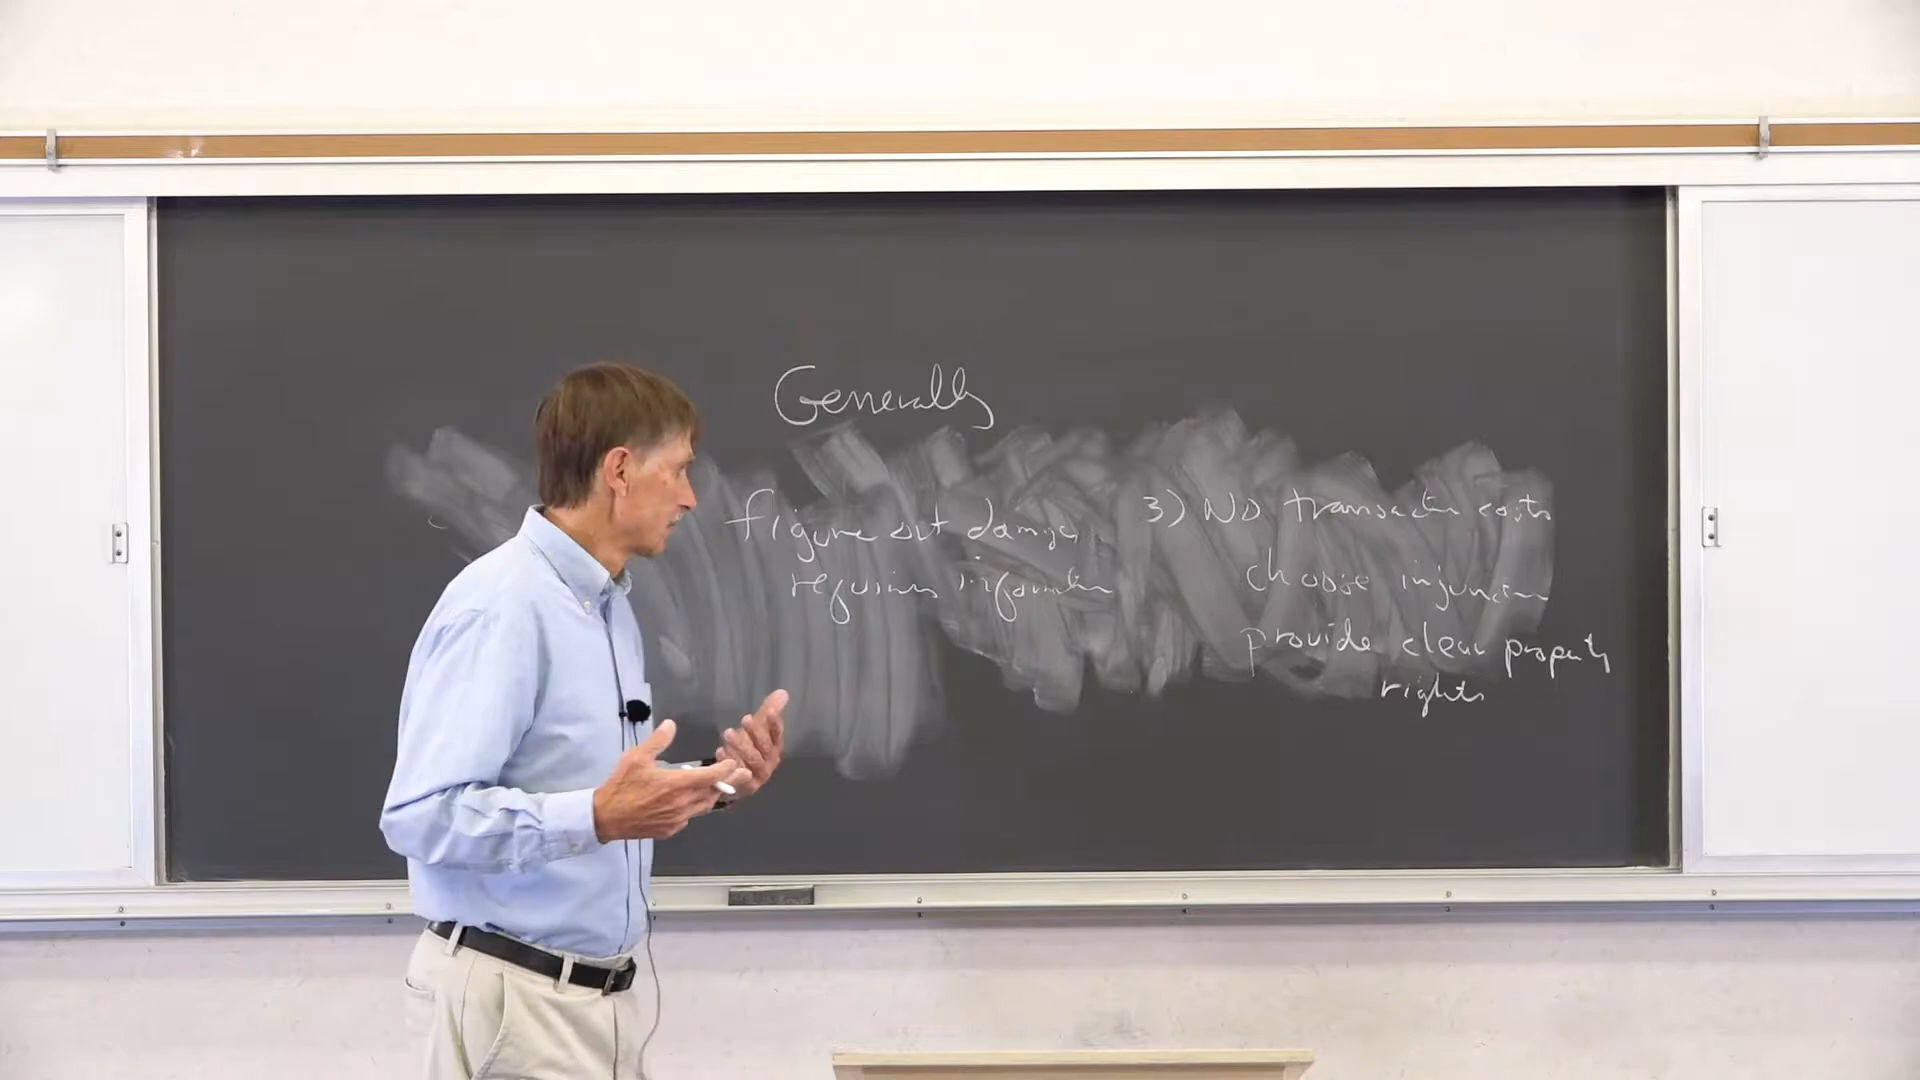 Generally
figure out damages
requires information
3) No transaction costs
choose injunction
provide clear property
rights